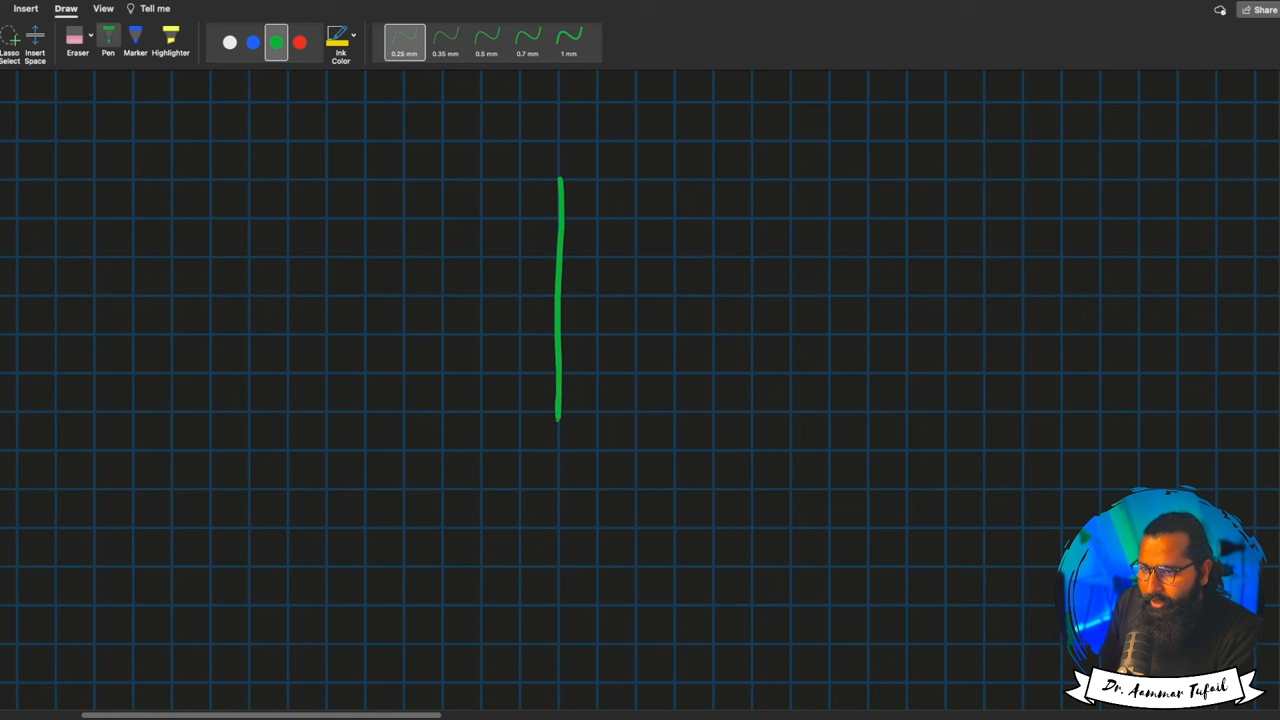 Insert Draw View Tell me Share
Lasso Select
Insert Space
Eraser
Pen
Marker
Highlighter
Ink Color
0.25 mm 0.35 mm 0.5 mm 0.7 mm 1 mm
Dr. Aammar Tufail